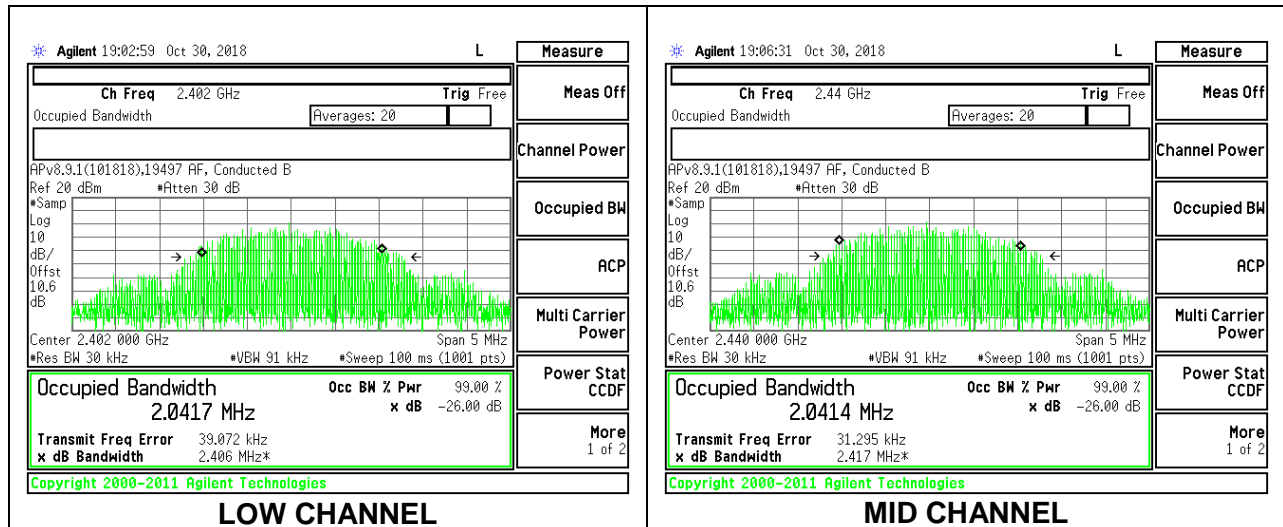 Agilent 19:02:59 Oct 30, 2018 L
Measure
Ch Freq 2.402 GHz Trig Free
Occupied Bandwidth Averages: 20
APv8.9.1(101818),19497 AF, Conducted B
Ref 20 dBm #Atten 30 dB
#Samp
Log
10
dB/
Offst
10.6
dB
Center 2.402 000 GHz Span 5 MHz
#Res BW 30 kHz #VBW 91 kHz #Sweep 100 ms (1001 pts)
Occupied Bandwidth Occ BW % Pwr 99.00 %
2.0417 MHz x dB -26.00 dB
Transmit Freq Error 39.072 kHz
x dB Bandwidth 2.406 MHz*
Copyright 2000-2011 Agilent Technologies
Meas Off
Channel Power
Occupied BW
ACP
Multi Carrier
Power
Power Stat
CCDF
More
1 of 2
LOW CHANNEL
Agilent 19:06:31 Oct 30, 2018 L
Measure
Ch Freq 2.44 GHz Trig Free
Occupied Bandwidth Averages: 20
APv8.9.1(101818),19497 AF, Conducted B
Ref 20 dBm #Atten 30 dB
#Samp
Log
10
dB/
Offst
10.6
dB
Center 2.440 000 GHz Span 5 MHz
#Res BW 30 kHz #VBW 91 kHz #Sweep 100 ms (1001 pts)
Occupied Bandwidth Occ BW % Pwr 99.00 %
2.0414 MHz x dB -26.00 dB
Transmit Freq Error 31.295 kHz
x dB Bandwidth 2.417 MHz*
Copyright 2000-2011 Agilent Technologies
Meas Off
Channel Power
Occupied BW
ACP
Multi Carrier
Power
Power Stat
CCDF
More
1 of 2
MID CHANNEL